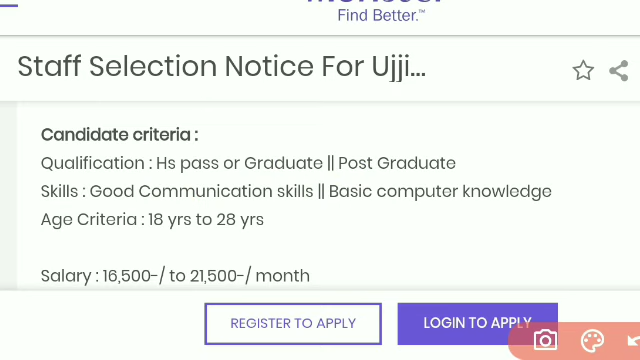 Find Better.™
Staff Selection Notice For Ujji...
Candidate criteria :
Qualification : Hs pass or Graduate || Post Graduate
Skills : Good Communication skills || Basic computer knowledge
Age Criteria : 18 yrs to 28 yrs
Salary : 16,500-/ to 21,500-/ month
REGISTER TO APPLY
LOGIN TO APPLY